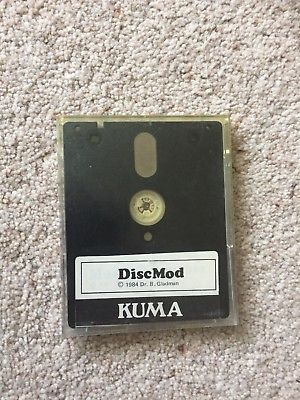 DiscMod
© 1984 Dr. B. Gladman
KUMA